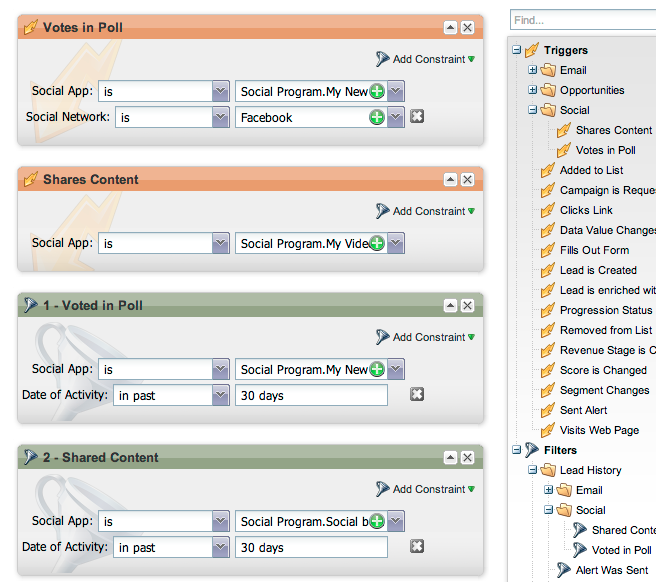 Votes in Poll
Add Constraint
Social App: is Social Program.My New
Social Network: is Facebook
Shares Content
Add Constraint
Social App: is Social Program.My Vide
1 - Voted in Poll
Add Constraint
Social App: is Social Program.My New
Date of Activity: in past 30 days
2 - Shared Content
Add Constraint
Social App: is Social Program.Social b
Date of Activity: in past 30 days
Find...
Triggers
Email
Opportunities
Social
Shares Content
Votes in Poll
Added to List
Campaign is Reques
Clicks Link
Data Value Changes
Fills Out Form
Lead is Created
Lead is enriched wit
Progression Status
Removed from List
Revenue Stage is C
Score is Changed
Segment Changes
Sent Alert
Visits Web Page
Filters
Lead History
Email
Social
Shared Conte
Voted in Poll
Alert Was Sent